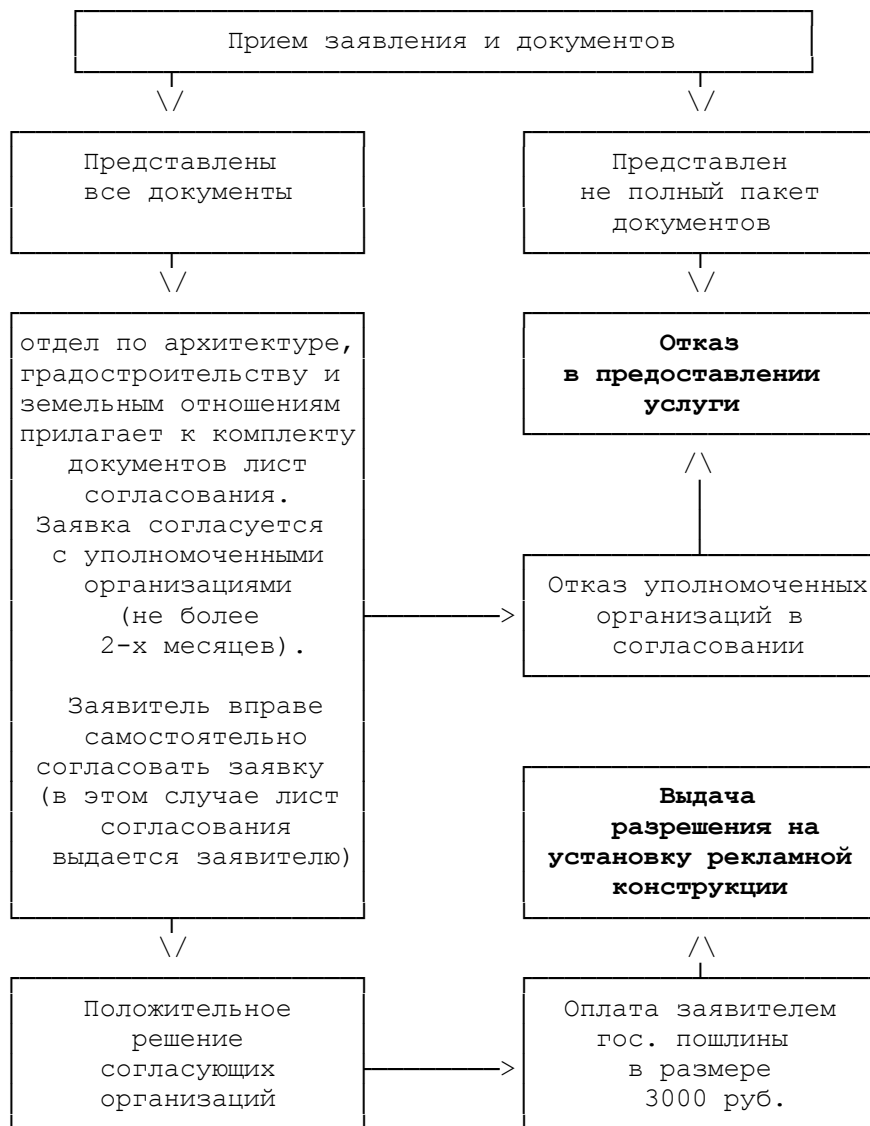 Прием заявления и документов
Представлены
все документы
Представлен
не полный пакет
документов
отдел по архитектуре,
градостроительству и
земельным отношениям
прилагает к комплекту
документов лист
согласования.
Заявка согласуется
с уполномоченными
организациями
(не более
2-х месяцев).
Заявитель вправе
самостоятельно
согласовать заявку
(в этом случае лист
согласования
выдается заявителю)
Отказ
в предоставлении
услуги
Отказ уполномоченных
организаций в
согласовании
Выдача
разрешения на
установку рекламной
конструкции
Положительное
решение
согласующих
организаций
Оплата заявителем
гос. пошлины
в размере
3000 руб.